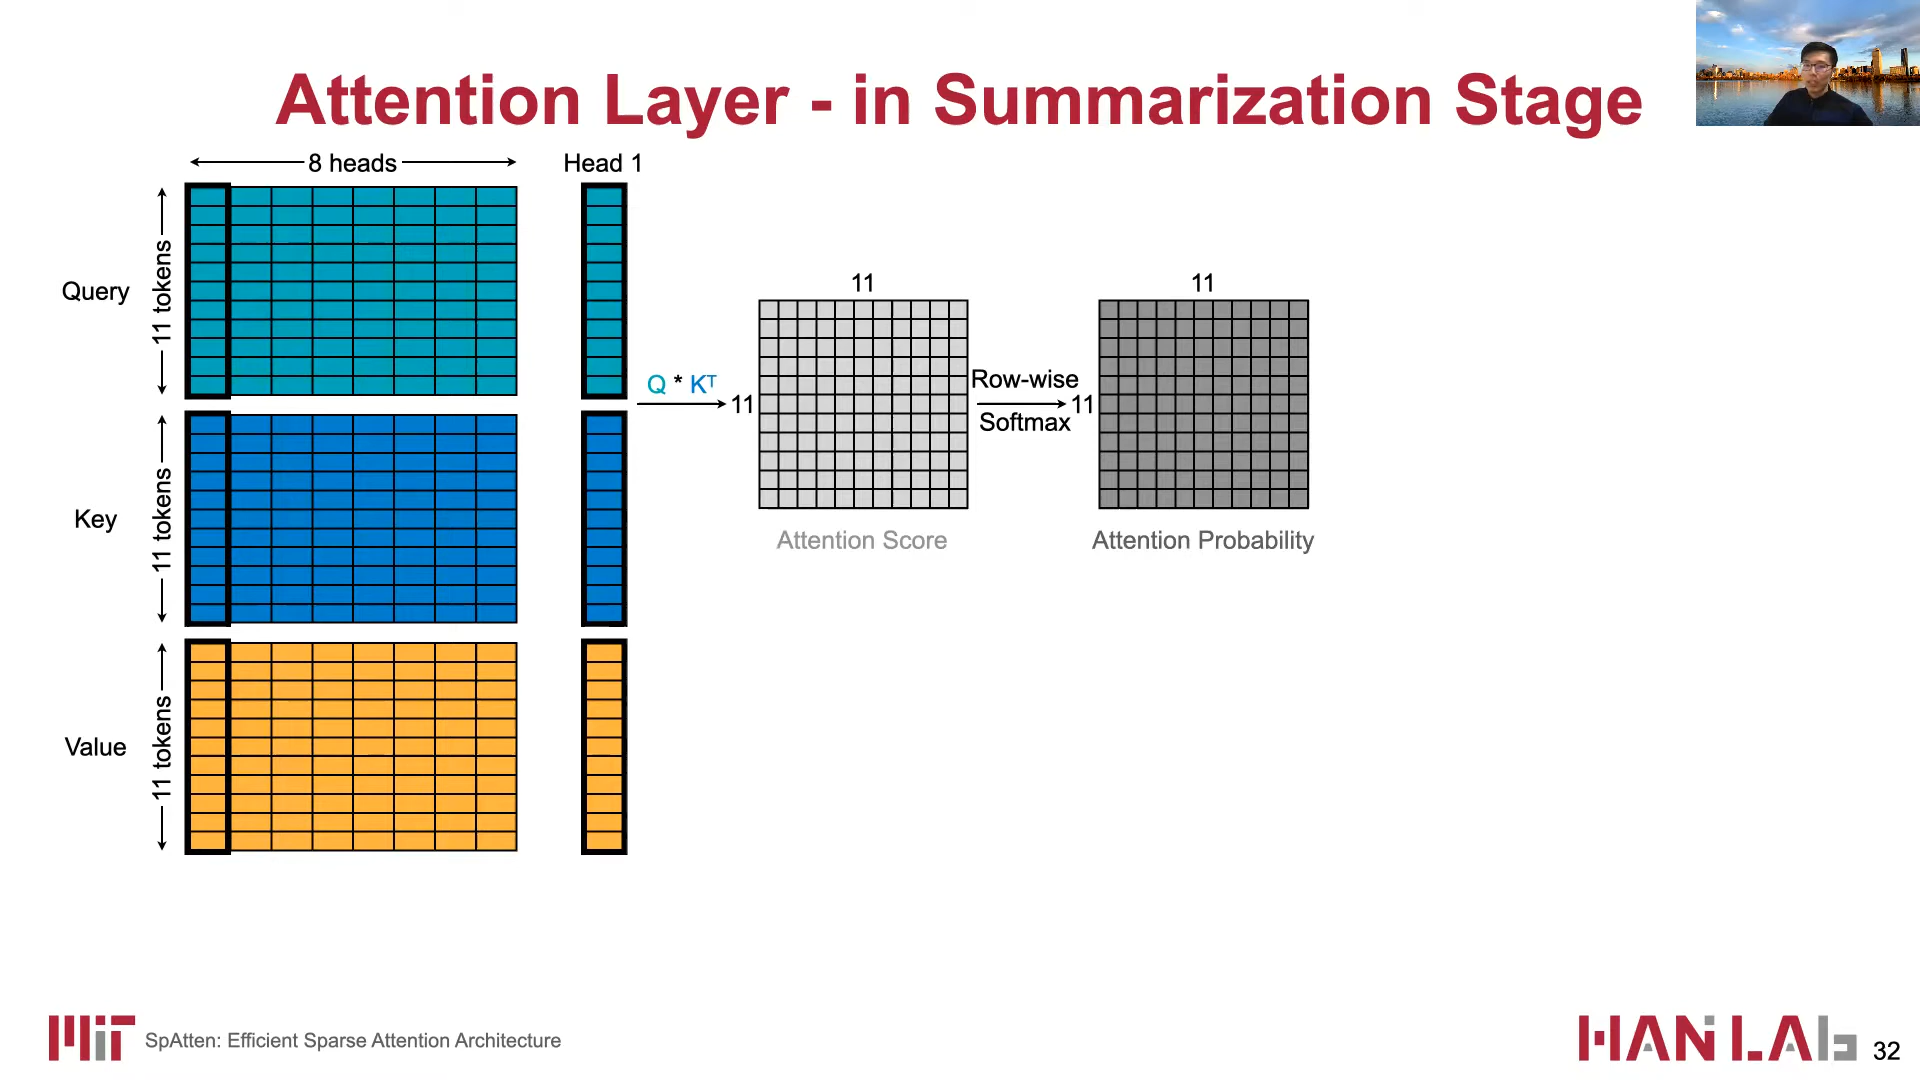 Attention Layer - in Summarization Stage
8 heads
Head 1
Query
11 tokens
Key
11 tokens
Value
11 tokens
Q * Kᵀ
11
11
Attention Score
Row-wise
Softmax
11
11
Attention Probability
MIT
SpAtten: Efficient Sparse Attention Architecture
HAN LAb
32